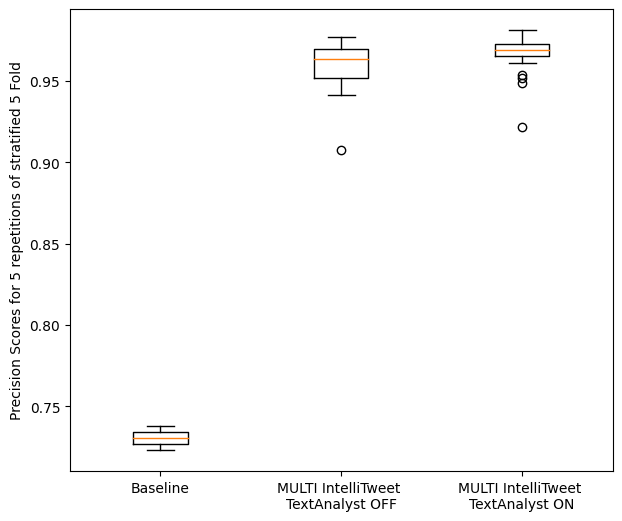 Precision Scores for 5 repetitions of stratified 5 Fold
0.95
0.90
0.85
0.80
0.75
Baseline
MULTI IntelliTweet
TextAnalyst OFF
MULTI IntelliTweet
TextAnalyst ON